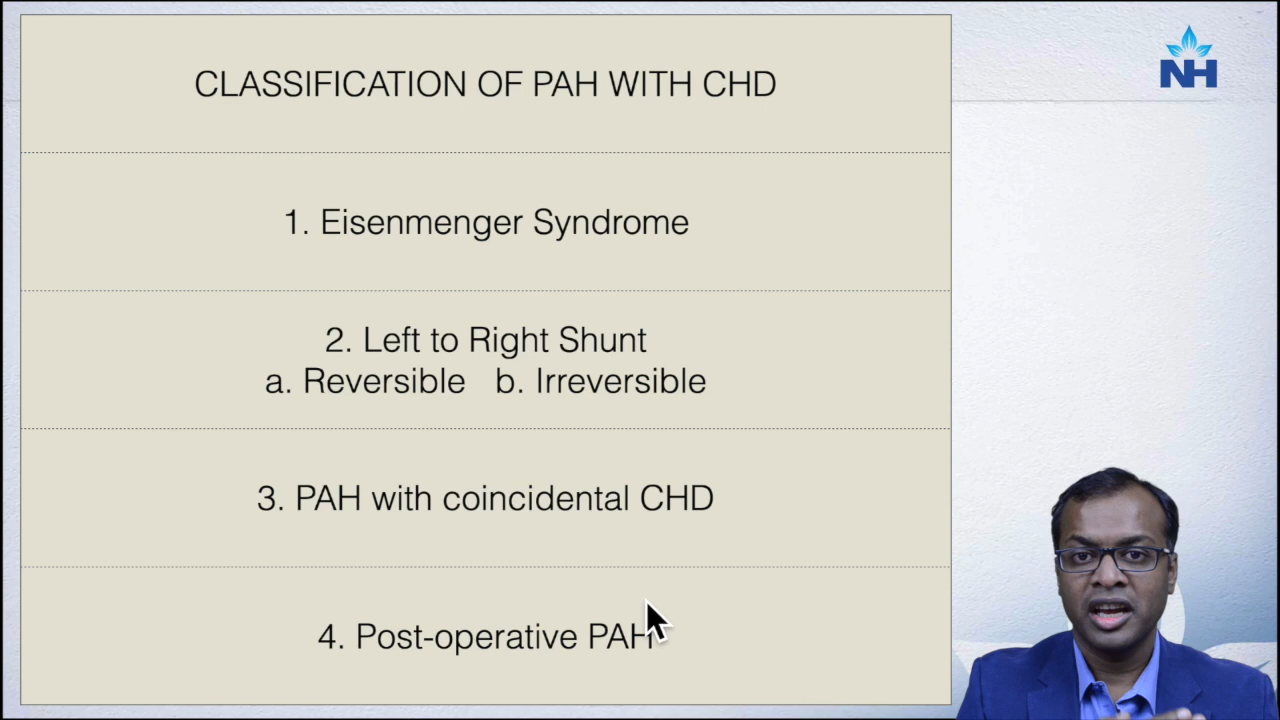 CLASSIFICATION OF PAH WITH CHD
NH
1. Eisenmenger Syndrome
2. Left to Right Shunt
a. Reversible b. Irreversible
3. PAH with coincidental CHD
4. Post-operative PAH